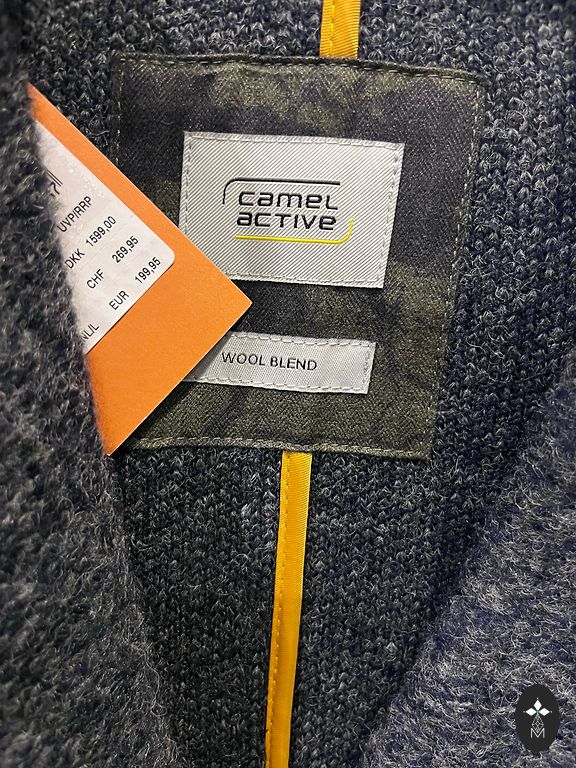 camel
active
WOOL BLEND
UVP/RRP
DKK 1599,00
CHF 269,95
EUR 199,95
M